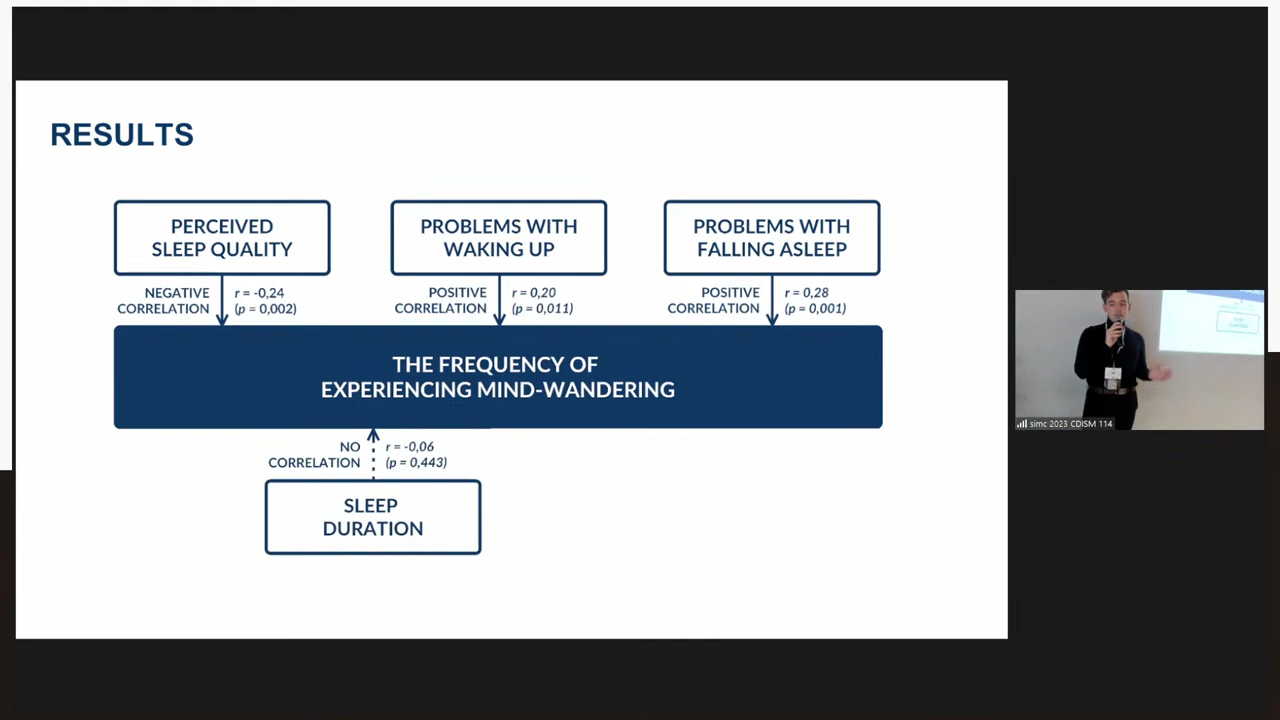 RESULTS
PERCEIVED
SLEEP QUALITY
PROBLEMS WITH
WAKING UP
PROBLEMS WITH
FALLING ASLEEP
NEGATIVE
CORRELATION
r = -0,24
(p = 0,002)
POSITIVE
CORRELATION
r = 0,20
(p = 0,011)
POSITIVE
CORRELATION
r = 0,28
(p = 0,001)
THE FREQUENCY OF
EXPERIENCING MIND-WANDERING
NO
CORRELATION
r = -0,06
(p = 0,443)
SLEEP
DURATION
simc 2023 CDISM 114